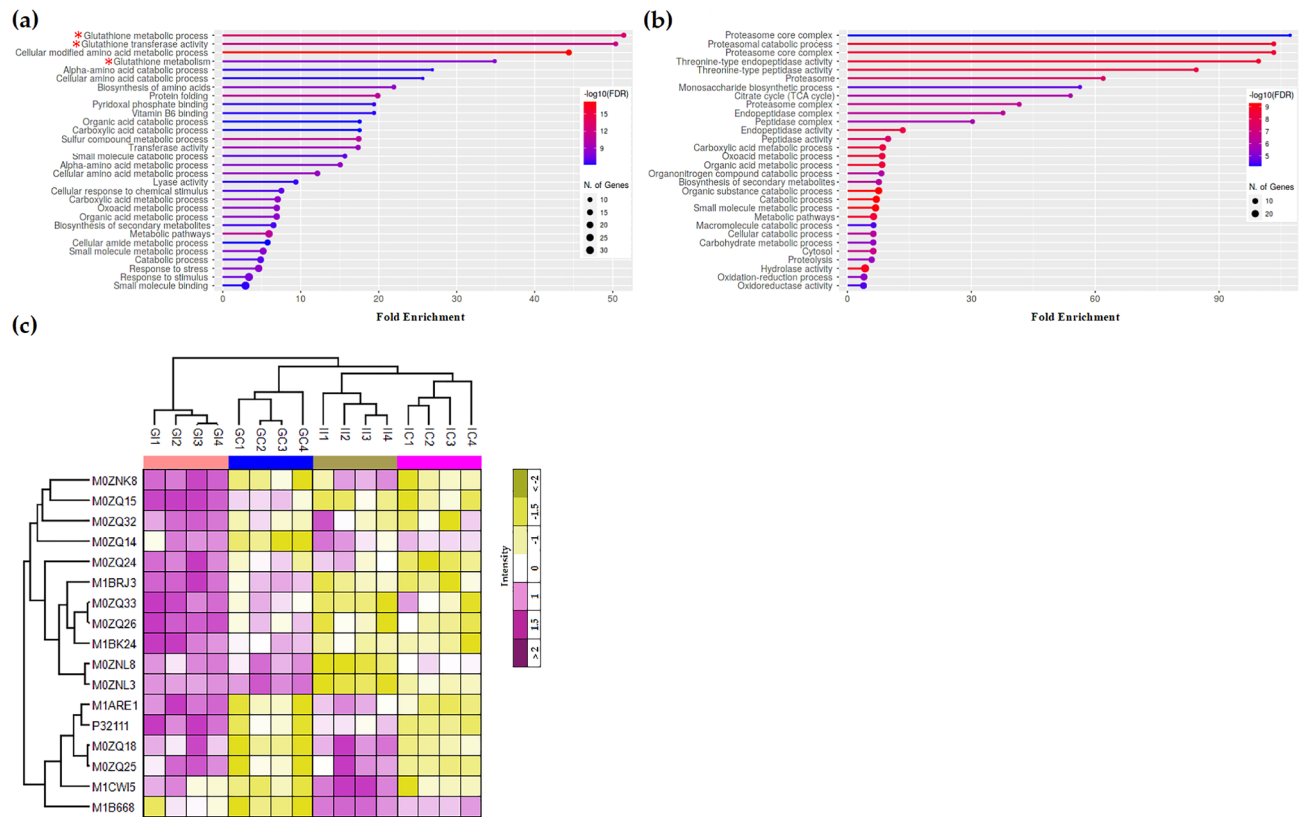 (a)
* Glutathione metabolic process
* Glutathione transferase activity
Cellular modified amino acid metabolic process
* Glutathione metabolism
Alpha-amino acid catabolic process
Cellular amino acid catabolic process
Biosynthesis of amino acids
Protein folding
Pyridoxal phosphate binding
Vitamin B6 binding
Organic acid catabolic process
Carboxylic acid catabolic process
Sulfur compound metabolic process
Transferase activity
Small molecule catabolic process
Alpha-amino acid metabolic process
Cellular amino acid metabolic process
Lyase activity
Cellular response to chemical stimulus
Carboxylic acid metabolic process
Oxoacid metabolic process
Organic acid metabolic process
Biosynthesis of secondary metabolites
Metabolic pathways
Cellular amide metabolic process
Small molecule metabolic process
Catabolic process
Response to stress
Response to stimulus
Small molecule binding
0 10 20 30 40 50
Fold Enrichment
-log10(FDR)
15
9
N. of Genes
10
15
20
25
30
(b)
Proteasome core complex
Proteasomal catabolic process
Proteasome core complex
Threonine-type endopeptidase activity
Threonine-type peptidase activity
Proteasome
Monosaccharide biosynthetic process
Citrate cycle (TCA cycle)
Proteasome complex
Endopeptidase complex
Peptidase complex
Endopeptidase activity
Peptidase activity
Carboxylic acid metabolic process
Oxoacid metabolic process
Organic acid metabolic process
Organonitrogen compound catabolic process
Biosynthesis of secondary metabolites
Organic substance catabolic process
Catabolic process
Small molecule metabolic process
Metabolic pathways
Macromolecule catabolic process
Cellular catabolic process
Carbohydrate metabolic process
Cytosol
Proteolysis
Hydrolase activity
Oxidation-reduction process
Oxidoreductase activity
0 30 60 90
Fold Enrichment
-log10(FDR)
9
8
7
6
5
N. of Genes
10
20
(c)
GI1 GI2 GI3 GI4 GC1 GC2 GC3 GC4 II1 II2 II3 II4 IC1 IC2 IC3 IC4
M0ZNK8
M0ZQ15
M0ZQ32
M0ZQ14
M0ZQ24
M1BRJ3
M0ZQ33
M0ZQ26
M1BK24
M0ZNL8
M0ZNL3
M1ARE1
P32111
M0ZQ18
M0ZQ25
M1CWI5
M1B668
Intensity
<-2
-1.5
-1
0
1
1.5
>2